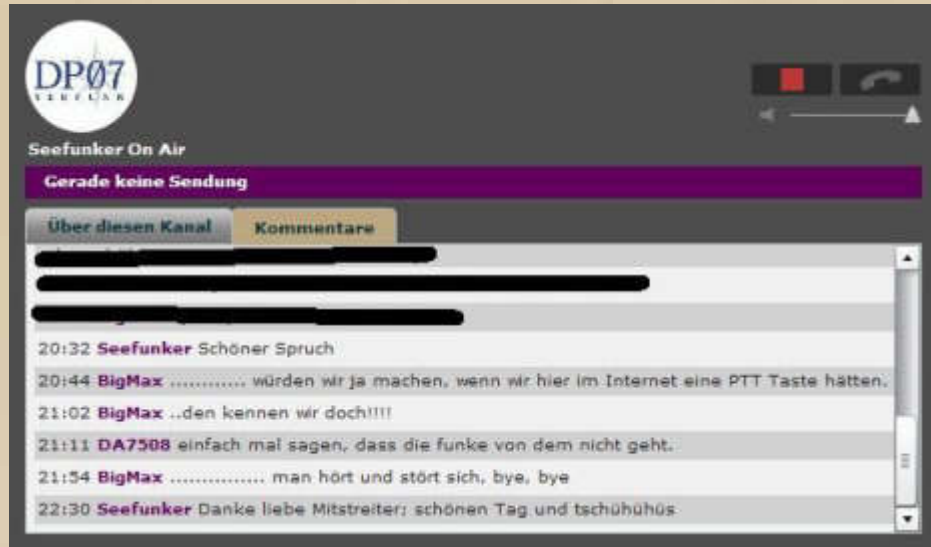 DP07
SEEFUNK
Seefunker On Air
Gerade keine Sendung
Über diesen Kanal
Kommentare
20:32 Seefunker Schöner Spruch
20:44 BigMax ............ würden wir ja machen, wenn wir hier im Internet eine PTT Taste hätten.
21:02 BigMax ..den kennen wir doch!!!!
21:11 DA7508 einfach mal sagen, dass die funke von dem nicht geht.
21:54 BigMax ............... man hört und stört sich, bye, bye
22:30 Seefunker Danke liebe Mitstreiter; schönen Tag und tschühühüs